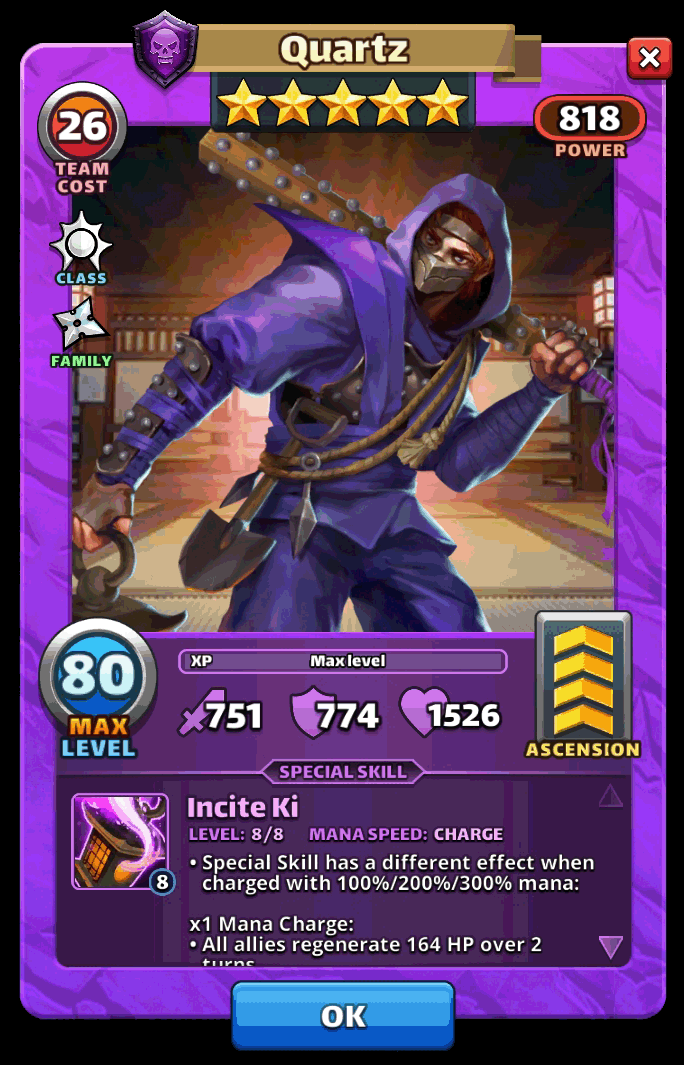 Quartz
26
TEAM
COST
818
POWER
CLASS
FAMILY
80
MAX
LEVEL
XP Max level
751 774 1526
ASCENSION
SPECIAL SKILL
Incite Ki
LEVEL: 8/8 MANA SPEED: CHARGE
8
• Special Skill has a different effect when
charged with 100%/200%/300% mana:
x1 Mana Charge:
• All allies regenerate 164 HP over 2
turns
OK